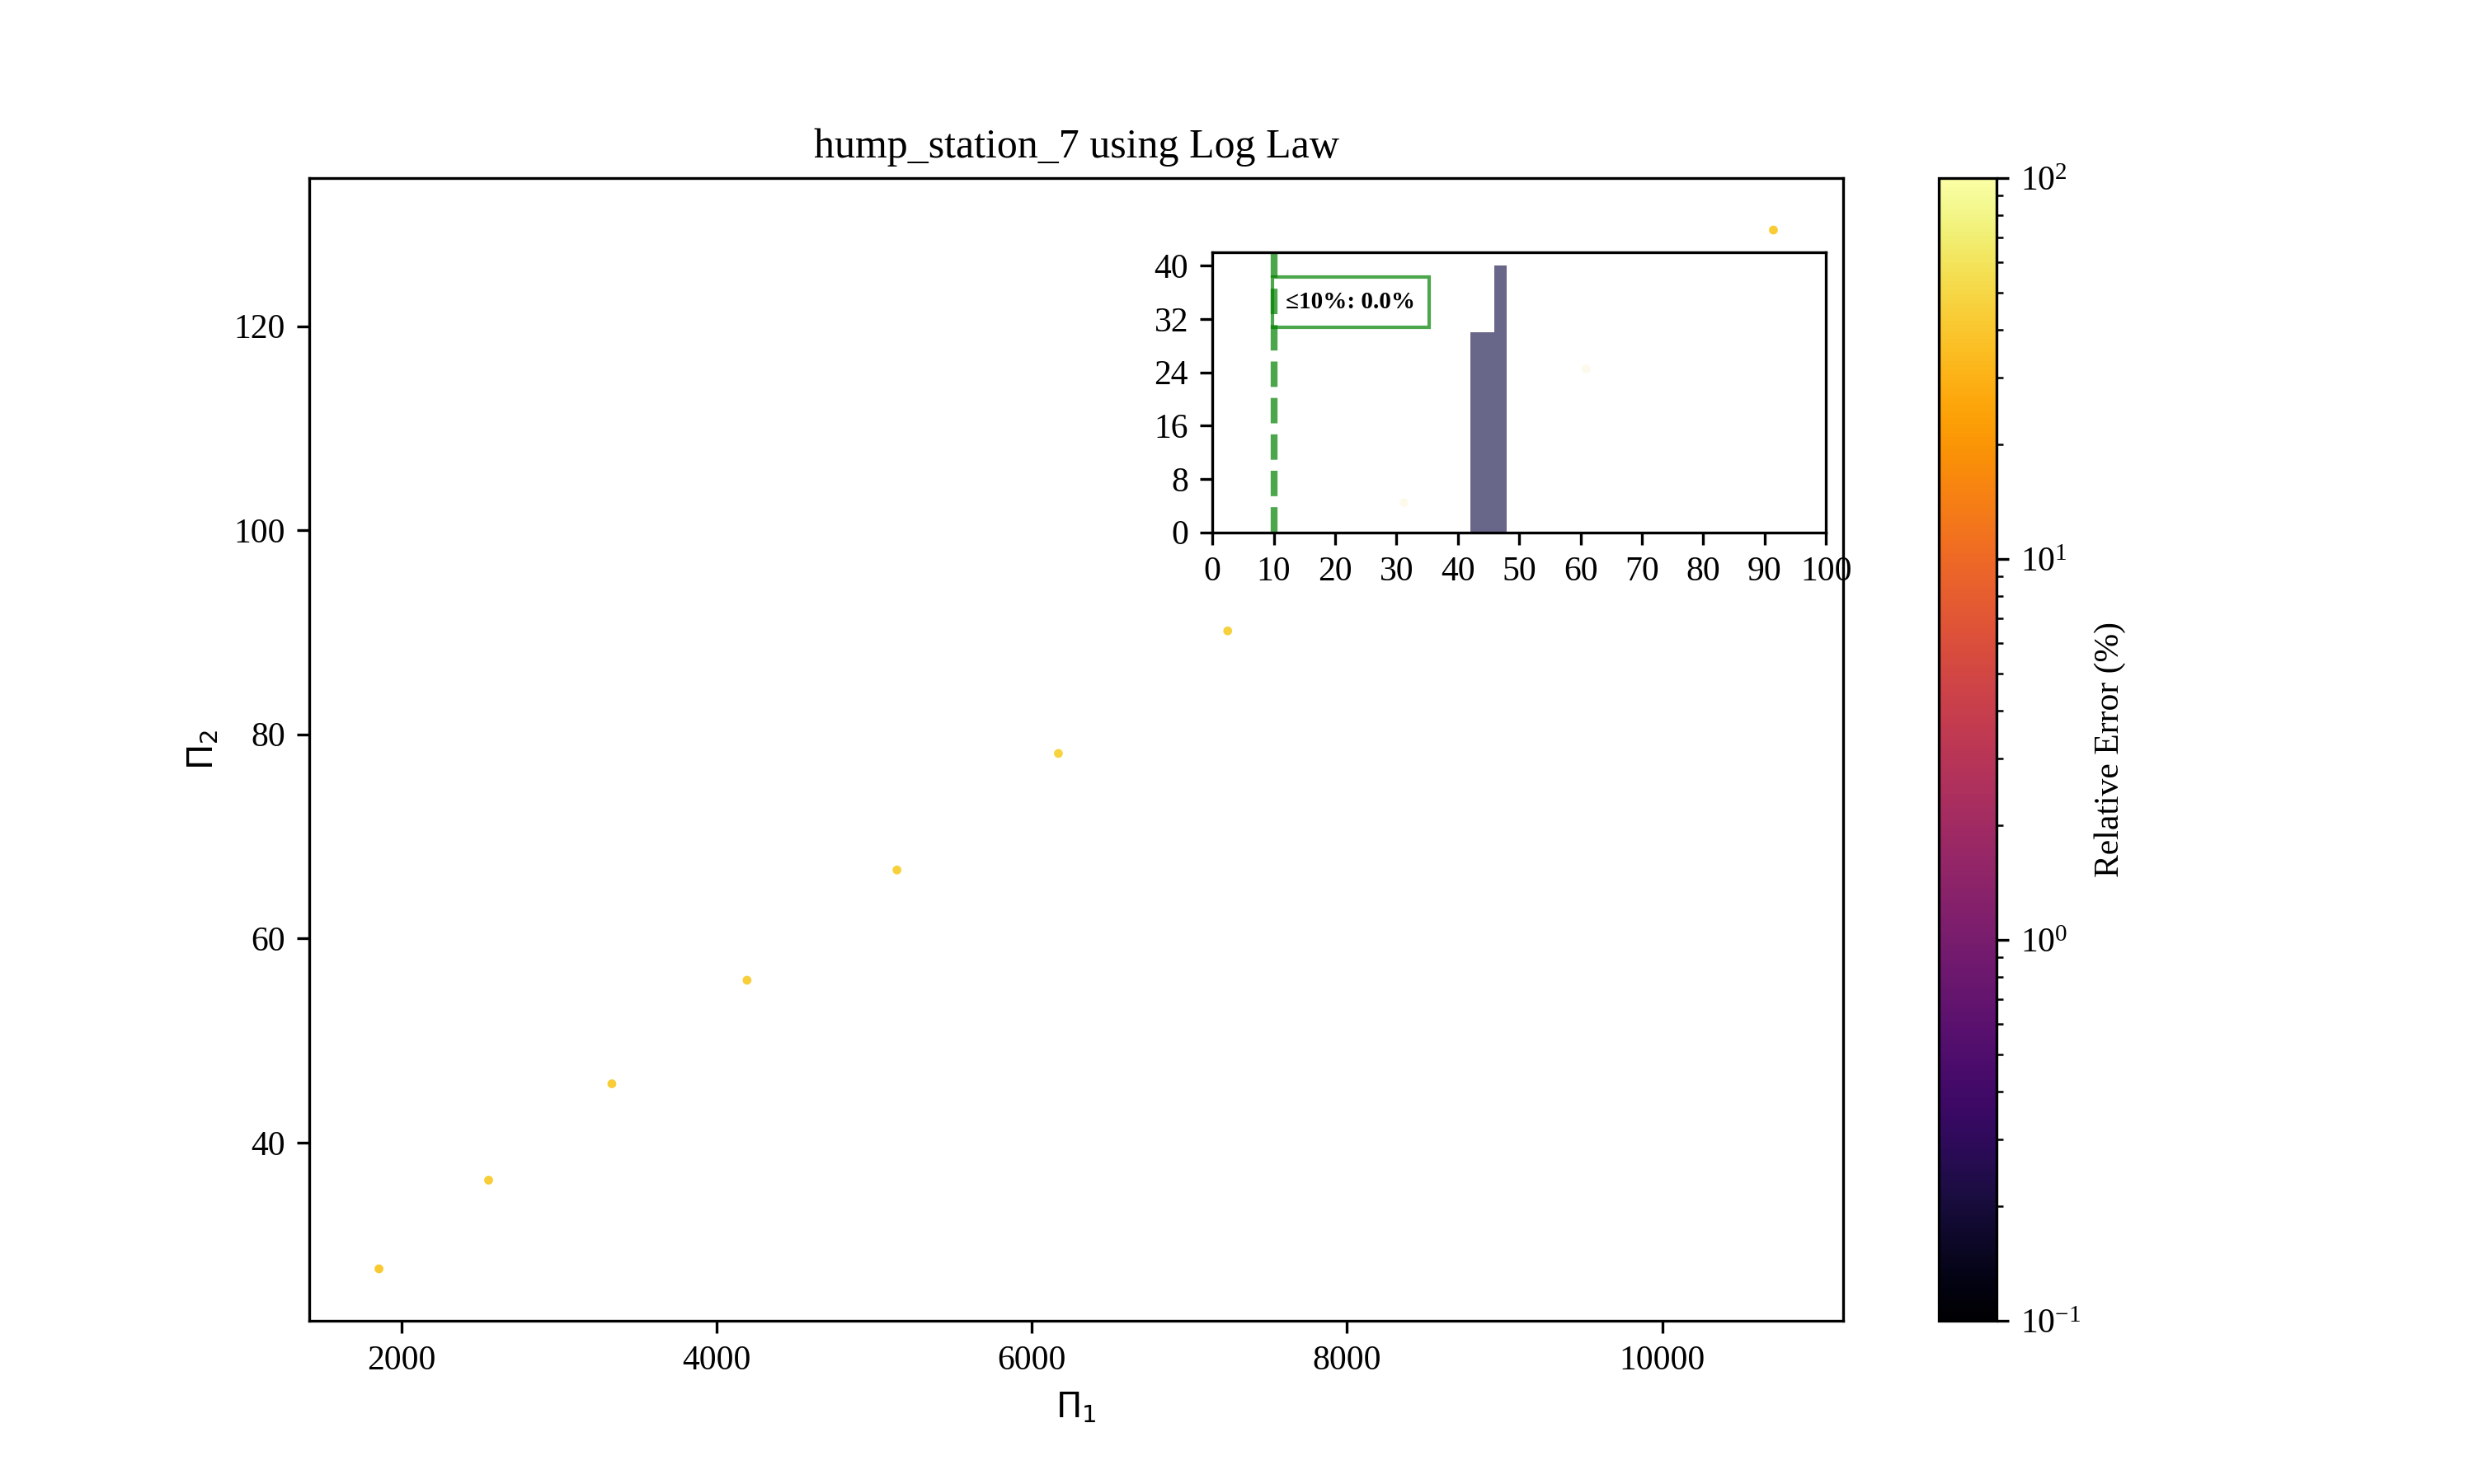 hump_station_7 using Log Law
120
100
80
60
40
Π₂
2000 4000 6000 8000 10000
Π₁
40
32
24
16
8
0
0 10 20 30 40 50 60 70 80 90 100
≤10%: 0.0%
10²
10¹
10⁰
10⁻¹
Relative Error (%)